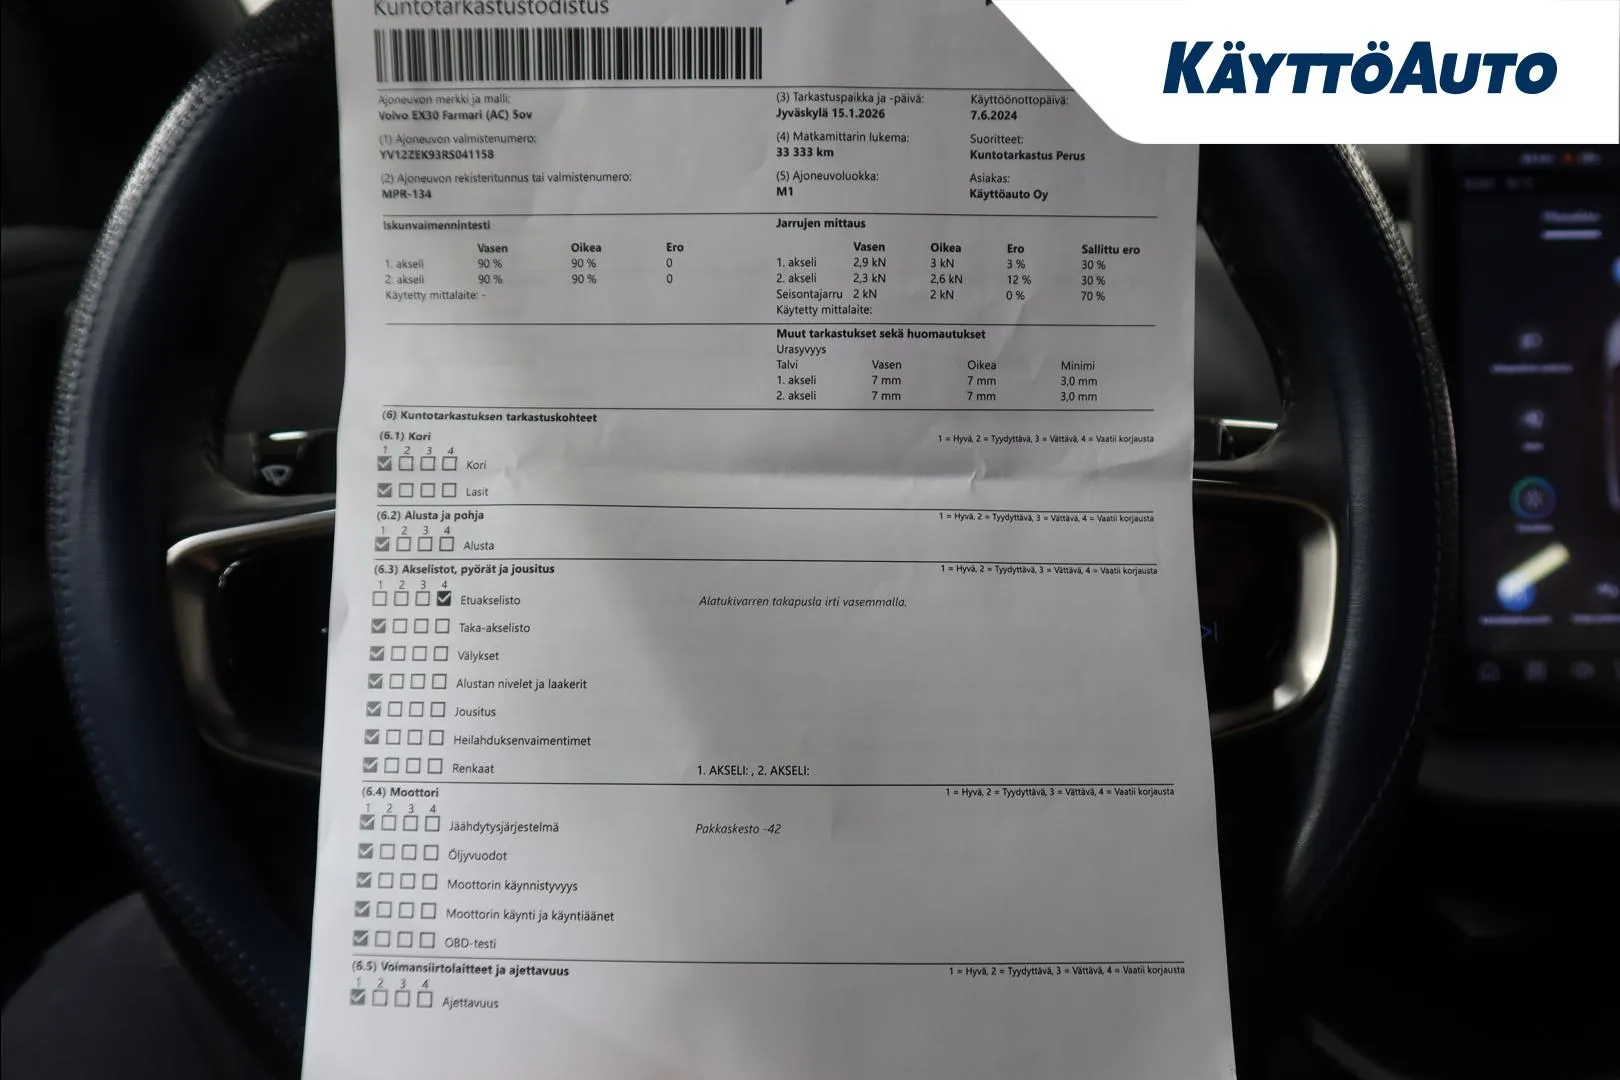 KÄYTTÖAUTO
Kuntotarkastustodistus
Ajoneuvon merkki ja malli:
Volvo EX30 Farmari (AC) 5ov
(1) Ajoneuvon valmistenumero:
YV12ZEK93RS041158
(2) Ajoneuvon rekisteritunnus tai valmistenumero:
MPR-134
(3) Tarkastuspaikka ja -päivä:
Jyväskylä 15.1.2026
(4) Matkamittarin lukema:
33 333 km
(5) Ajoneuvoluokka:
M1
Käyttöönottopäivä:
7.6.2024
Suoritteet:
Kuntotarkastus Perus
Asiakas:
Käyttöauto Oy
Iskunvaimennintesti
Vasen Oikea Ero
1. akseli 90 % 90 % 0
2. akseli 90 % 90 % 0
Käytetty mittalaite: -
Jarrujen mittaus
Vasen Oikea Ero Sallittu ero
1. akseli 2,9 kN 3 kN 3 % 30 %
2. akseli 2,3 kN 2,6 kN 12 % 30 %
Seisontajarru 2 kN 2 kN 0 % 70 %
Käytetty mittalaite:
Muut tarkastukset sekä huomautukset
Urasyvyys
Talvi Vasen Oikea Minimi
1. akseli 7 mm 7 mm 3,0 mm
2. akseli 7 mm 7 mm 3,0 mm
(6) Kuntotarkastuksen tarkastuskohteet
(6.1) Kori 1 = Hyvä, 2 = Tyydyttävä, 3 = Vättävä, 4 = Vaatii korjausta
1 2 3 4
Kori
Lasit
(6.2) Alusta ja pohja 1 = Hyvä, 2 = Tyydyttävä, 3 = Vättävä, 4 = Vaatii korjausta
1 2 3 4
Alusta
(6.3) Akselistot, pyörät ja jousitus 1 = Hyvä, 2 = Tyydyttävä, 3 = Vättävä, 4 = Vaatii korjausta
1 2 3 4
Etuakselisto Alatukivarren takapusla irti vasemmalla.
Taka-akselisto
Välykset
Alustan nivelet ja laakerit
Jousitus
Heilahduksenvaimentimet
Renkaat 1. AKSELI: , 2. AKSELI:
(6.4) Moottori 1 = Hyvä, 2 = Tyydyttävä, 3 = Vättävä, 4 = Vaatii korjausta
1 2 3 4
Jäähdytysjärjestelmä Pakkaskesto -42
Öljyvuodot
Moottorin käynnistyvyys
Moottorin käynti ja käyntiäänet
OBD-testi
(6.5) Voimansiirtolaitteet ja ajettavuus 1 = Hyvä, 2 = Tyydyttävä, 3 = Vättävä, 4 = Vaatii korjausta
1 2 3 4
Ajettavuus